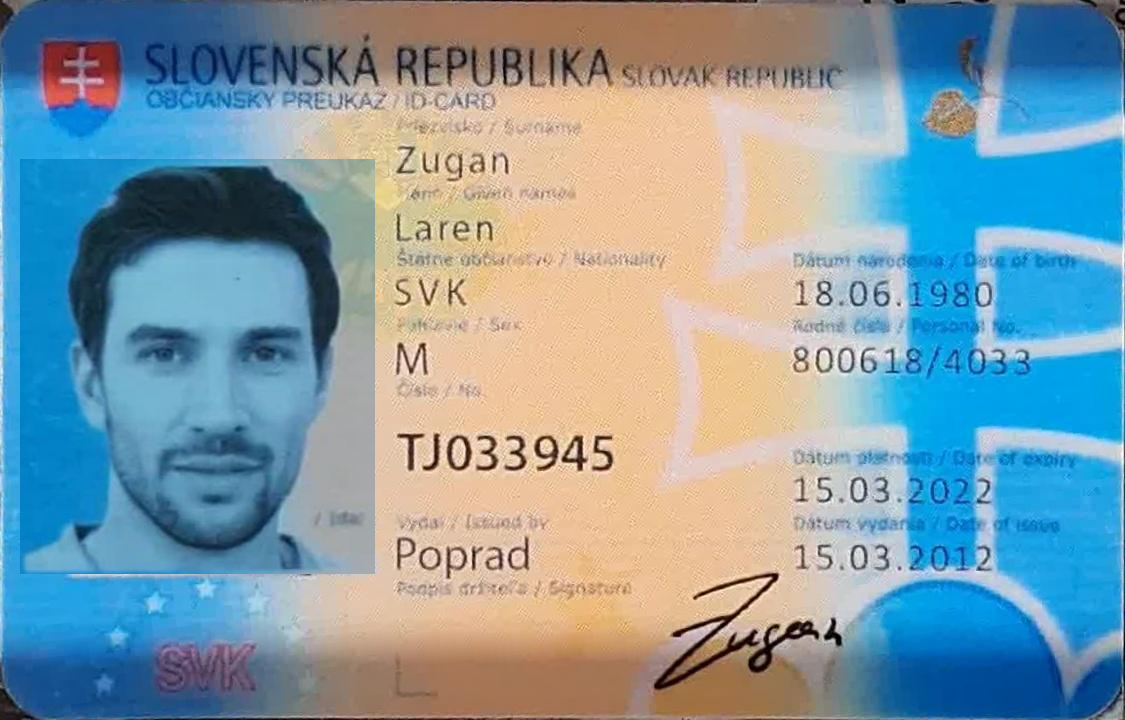 SLOVENSKÁ REPUBLIKA SLOVAK REPUBLIC
OBČIANSKY PREUKAZ / ID-CARD
Priezvisko / Surname
Zugan
Meno / Given names
Laren
Štátne občianstvo / Nationality
SVK
Pohlavie / Sex
M
Číslo / No.
TJ033945
Vydal / Issued by
Poprad
Podpis držiteľa / Signature
Zugan
Dátum narodenia / Date of birth
18.06.1980
Rodné číslo / Personal No.
800618/4033
Dátum platnosti / Date of expiry
15.03.2022
Dátum vydania / Date of issue
15.03.2012
SVK